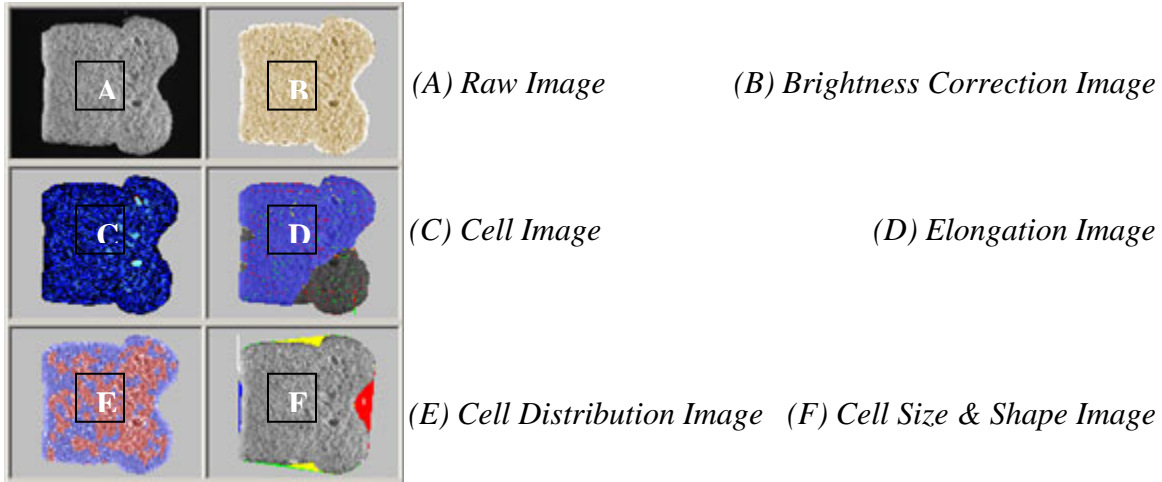 A B (A) Raw Image (B) Brightness Correction Image
C D (C) Cell Image (D) Elongation Image
E F (E) Cell Distribution Image (F) Cell Size & Shape Image